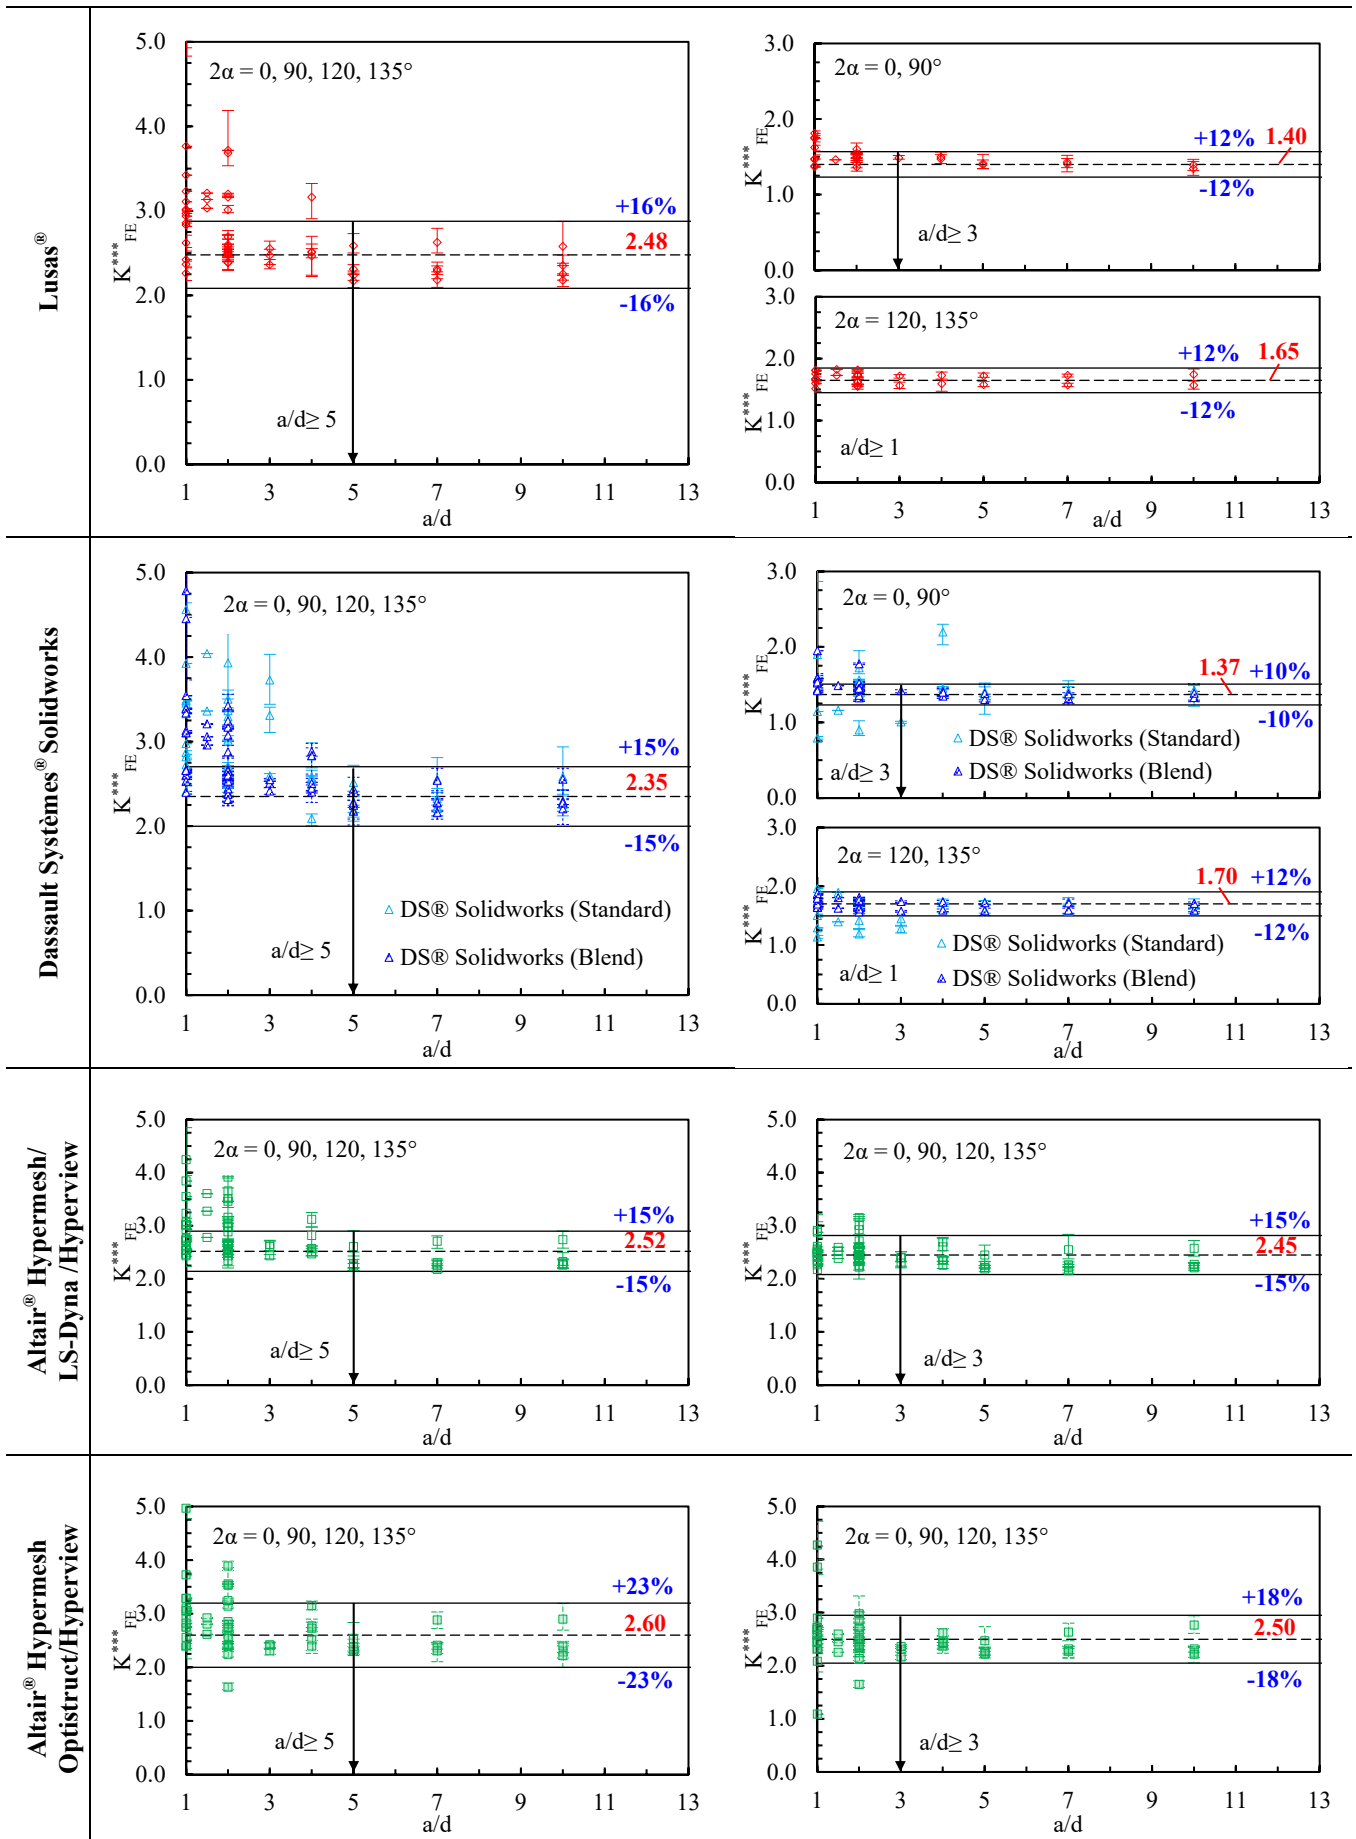 Lusas®
5.0
4.0
3.0
2.0
1.0
0.0
K***FE
2α = 0, 90, 120, 135°
+16%
2.48
-16%
a/d≥ 5
1 3 5 7 9 11 13
a/d
3.0
2.0
1.0
0.0
K***FE
2α = 0, 90°
+12% 1.40
-12%
a/d≥ 3
3.0
2.0
1.0
0.0
K***FE
2α = 120, 135°
+12% 1.65
-12%
a/d≥ 1
1 3 5 7 9 11 13
a/d
Dassault Systèmes® Solidworks
5.0
4.0
3.0
2.0
1.0
0.0
K***FE
2α = 0, 90, 120, 135°
+15%
2.35
-15%
DS® Solidworks (Standard)
DS® Solidworks (Blend)
a/d≥ 5
1 3 5 7 9 11 13
a/d
3.0
2.0
1.0
0.0
K***FE
2α = 0, 90°
1.37 +10%
-10%
DS® Solidworks (Standard)
DS® Solidworks (Blend)
a/d≥ 3
3.0
2.0
1.0
0.0
K***FE
2α = 120, 135°
1.70 +12%
-12%
DS® Solidworks (Standard)
DS® Solidworks (Blend)
a/d≥ 1
1 3 5 7 9 11 13
a/d
Altair® Hypermesh/
LS-Dyna /Hyperview
5.0
4.0
3.0
2.0
1.0
0.0
K***FE
2α = 0, 90, 120, 135°
+15%
2.52
-15%
a/d≥ 5
1 3 5 7 9 11 13
a/d
5.0
4.0
3.0
2.0
1.0
0.0
K***FE
2α = 0, 90, 120, 135°
+15%
2.45
-15%
a/d≥ 3
1 3 5 7 9 11 13
a/d
Altair® Hypermesh
Optistruct/Hyperview
5.0
4.0
3.0
2.0
1.0
0.0
K***FE
2α = 0, 90, 120, 135°
+23%
2.60
-23%
a/d≥ 5
1 3 5 7 9 11 13
a/d
5.0
4.0
3.0
2.0
1.0
0.0
K***FE
2α = 0, 90, 120, 135°
+18%
2.50
-18%
a/d≥ 3
1 3 5 7 9 11 13
a/d